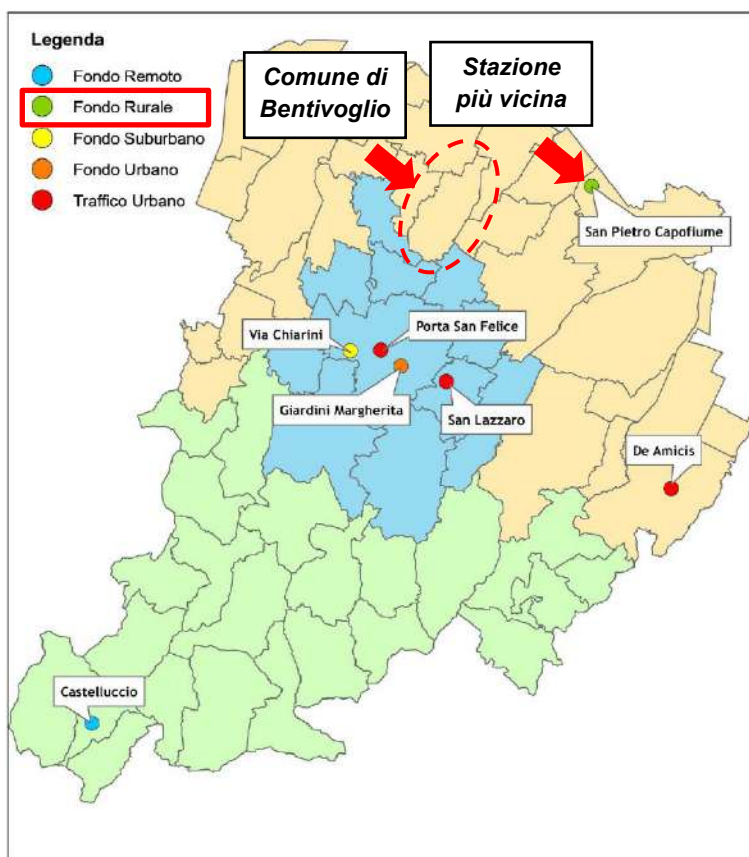 Legenda
Fondo Remoto
Fondo Rurale
Fondo Suburbano
Fondo Urbano
Traffico Urbano
Comune di
Bentivoglio
Stazione
più vicina
San Pietro Capofiume
Via Chiarini
Porta San Felice
Giardini Margherita
San Lazzaro
De Amicis
Castelluccio